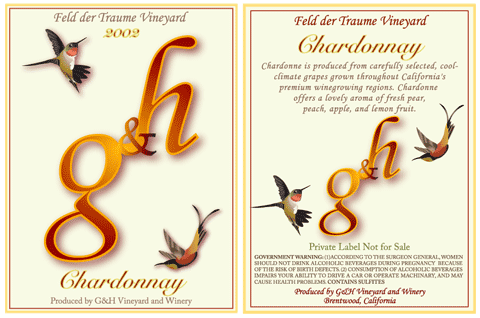 Feld der Traume Vineyard
2002
g&h
Chardonnay
Produced by G&H Vineyard and Winery
Feld der Traume Vineyard
Chardonnay
Chardonne is produced from carefully selected, cool-
climate grapes grown throughout California's
premium winegrowing regions. Chardonne
offers a lovely aroma of fresh pear,
peach, apple, and lemon fruit.
g&h
Private Label Not for Sale
GOVERNMENT WARNING: (1)ACCORDING TO THE SURGEON GENERAL, WOMEN
SHOULD NOT DRINK ALCOHOLIC BEVERAGES DURING PREGNANCY BECAUSE
OF THE RISK OF BIRTH DEFECTS. (2) CONSUMPTION OF ALCOHOLIC BEVERAGES
IMPAIRS YOUR ABILITY TO DRIVE A CAR OR OPERATE MACHINARY, AND MAY
CAUSE HEALTH PROBLEMS. CONTAINS SULFITES
Produced by G&H Vineyard and Winery
Brentwood, California